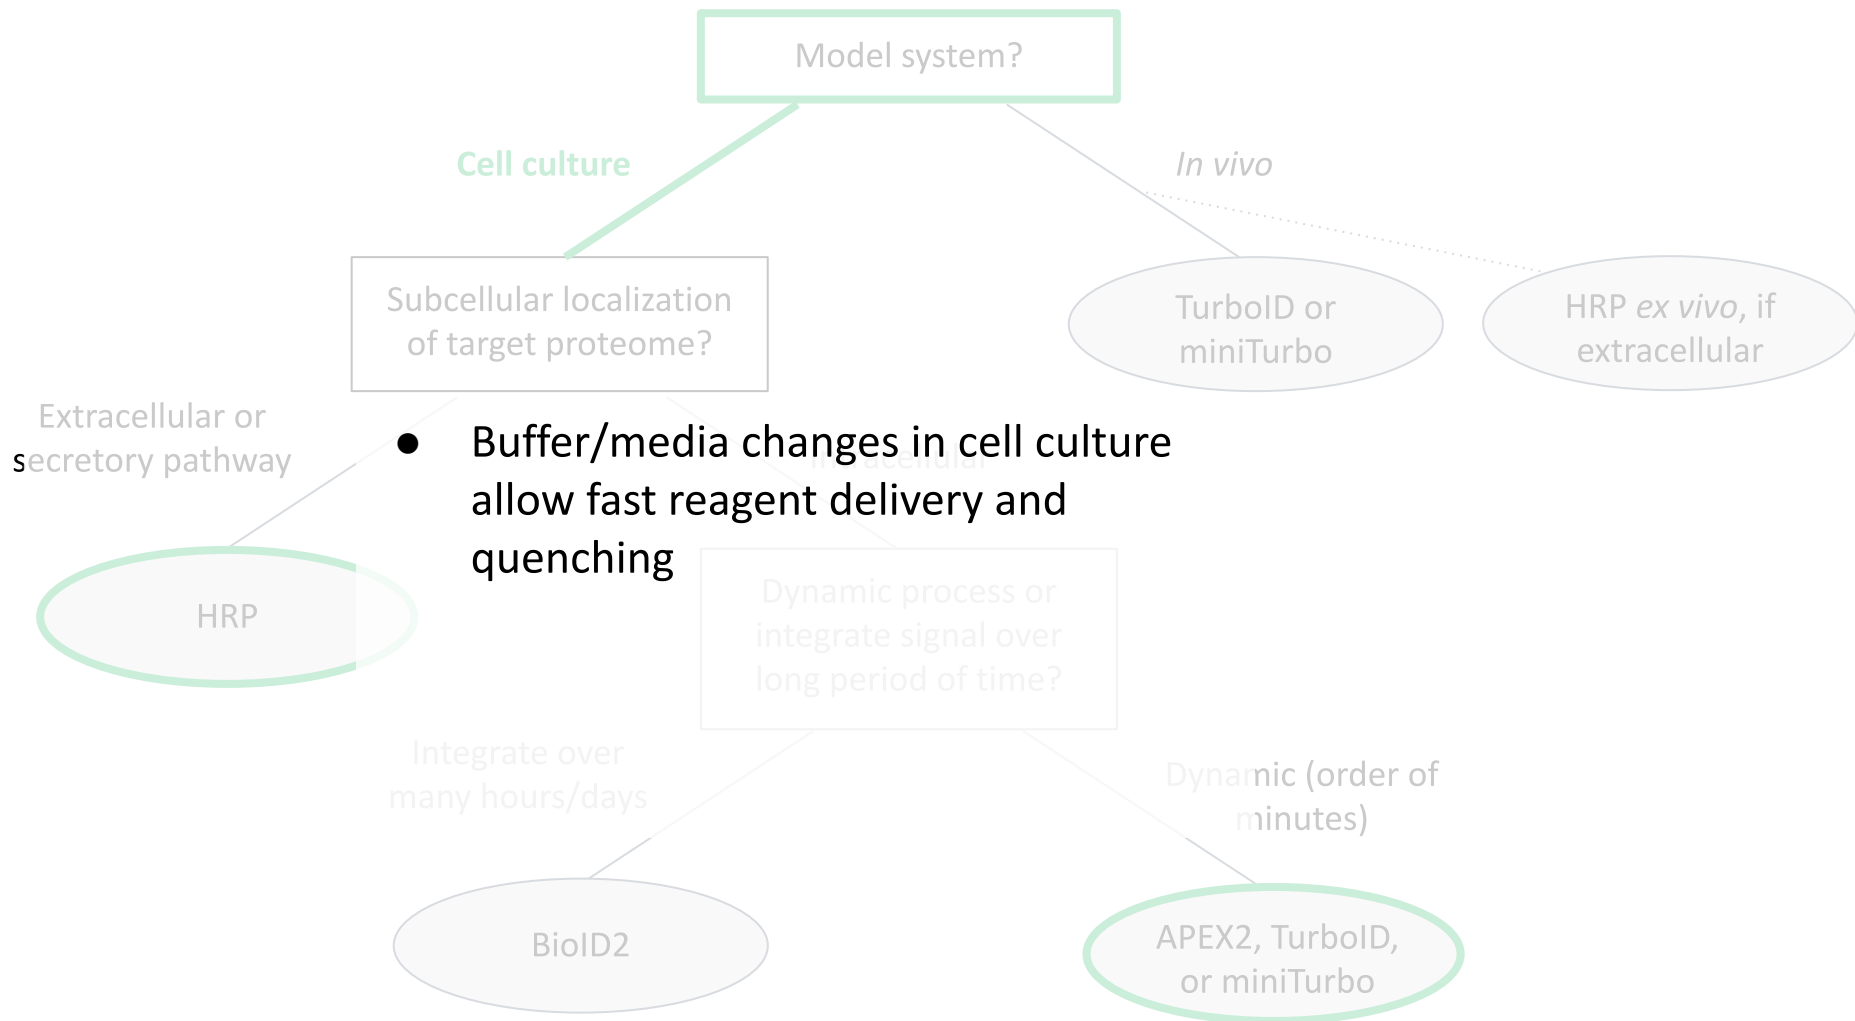 Model system?
Cell culture
In vivo
Subcellular localization
of target proteome?
TurboID or
miniTurbo
HRP ex vivo, if
extracellular
Extracellular or
secretory pathway
Intracellular
● Buffer/media changes in cell culture
allow fast reagent delivery and
quenching
HRP
Dynamic process or
integrate signal over
long period of time?
Integrate over
many hours/days
Dynamic (order of
minutes)
BioID2
APEX2, TurboID,
or miniTurbo